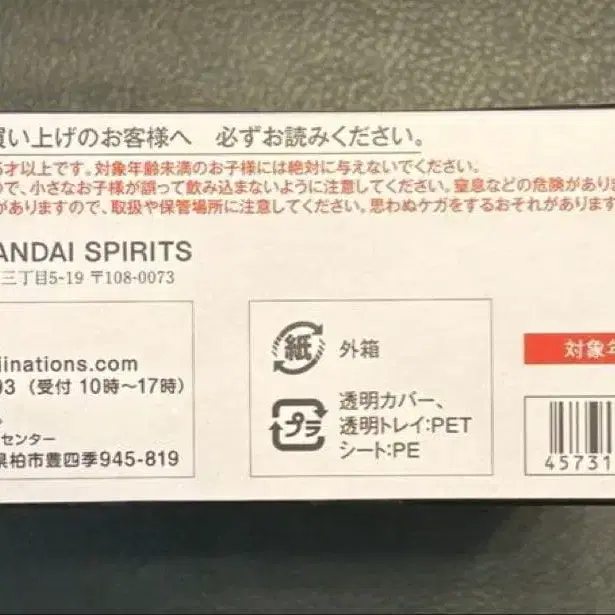 買い上げのお客様へ 必ずお読みください。
5才以上です。対象年齢未満のお子様には絶対に与えないでください。
ので、小さなお子様が誤って飲み込まないように注意してください。窒息などの危険がありま
がありますので、取扱や保管場所に注意してください。思わぬケガをするおそれがあります
ANDAI SPIRITS
三丁目5-19 〒108-0073
iinations.com
93 (受付 10時〜17時)
センター
県柏市豊四季945-819
紙 外箱
プラ 透明カバー、
透明トレイ:PET
シート:PE
対象年
45731